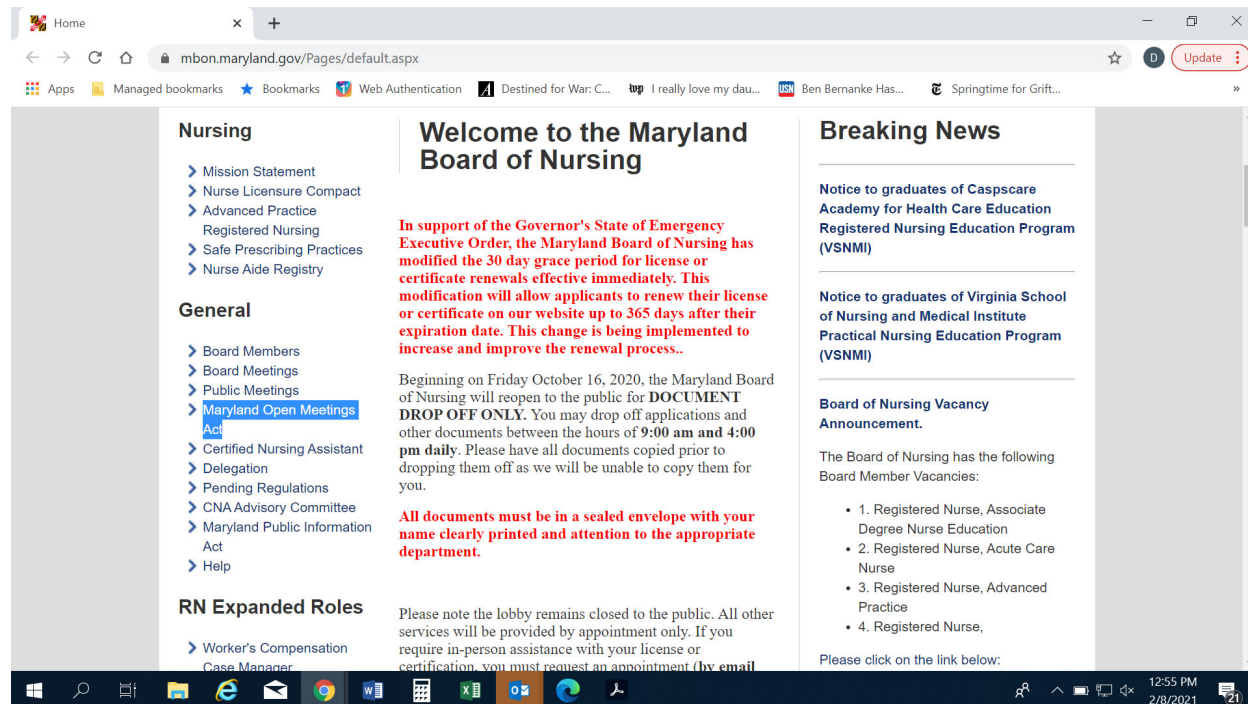 Home
mbon.maryland.gov/Pages/default.aspx
D
Update
Apps
Managed bookmarks
Bookmarks
Web Authentication
Destined for War: C...
I really love my dau...
Ben Bernanke Has...
Springtime for Grift...
»
Nursing
Mission Statement
Nurse Licensure Compact
Advanced Practice
Registered Nursing
Safe Prescribing Practices
Nurse Aide Registry
General
Board Members
Board Meetings
Public Meetings
Maryland Open Meetings
Act
Certified Nursing Assistant
Delegation
Pending Regulations
CNA Advisory Committee
Maryland Public Information
Act
Help
RN Expanded Roles
Worker's Compensation
Case Manager
Welcome to the Maryland
Board of Nursing
In support of the Governor's State of Emergency
Executive Order, the Maryland Board of Nursing has
modified the 30 day grace period for license or
certificate renewals effective immediately. This
modification will allow applicants to renew their license
or certificate on our website up to 365 days after their
expiration date. This change is being implemented to
increase and improve the renewal process..
Beginning on Friday October 16, 2020, the Maryland Board
of Nursing will reopen to the public for DOCUMENT
DROP OFF ONLY. You may drop off applications and
other documents between the hours of 9:00 am and 4:00
pm daily. Please have all documents copied prior to
dropping them off as we will be unable to copy them for
you.
All documents must be in a sealed envelope with your
name clearly printed and attention to the appropriate
department.
Please note the lobby remains closed to the public. All other
services will be provided by appointment only. If you
require in-person assistance with your license or
certification, you must request an appointment (by email
Breaking News
Notice to graduates of Caspscare
Academy for Health Care Education
Registered Nursing Education Program
(VSNMI)
Notice to graduates of Virginia School
of Nursing and Medical Institute
Practical Nursing Education Program
(VSNMI)
Board of Nursing Vacancy
Announcement.
The Board of Nursing has the following
Board Member Vacancies:
• 1. Registered Nurse, Associate
Degree Nurse Education
• 2. Registered Nurse, Acute Care
Nurse
• 3. Registered Nurse, Advanced
Practice
• 4. Registered Nurse,
Please click on the link below:
12:55 PM
2/8/2021
21